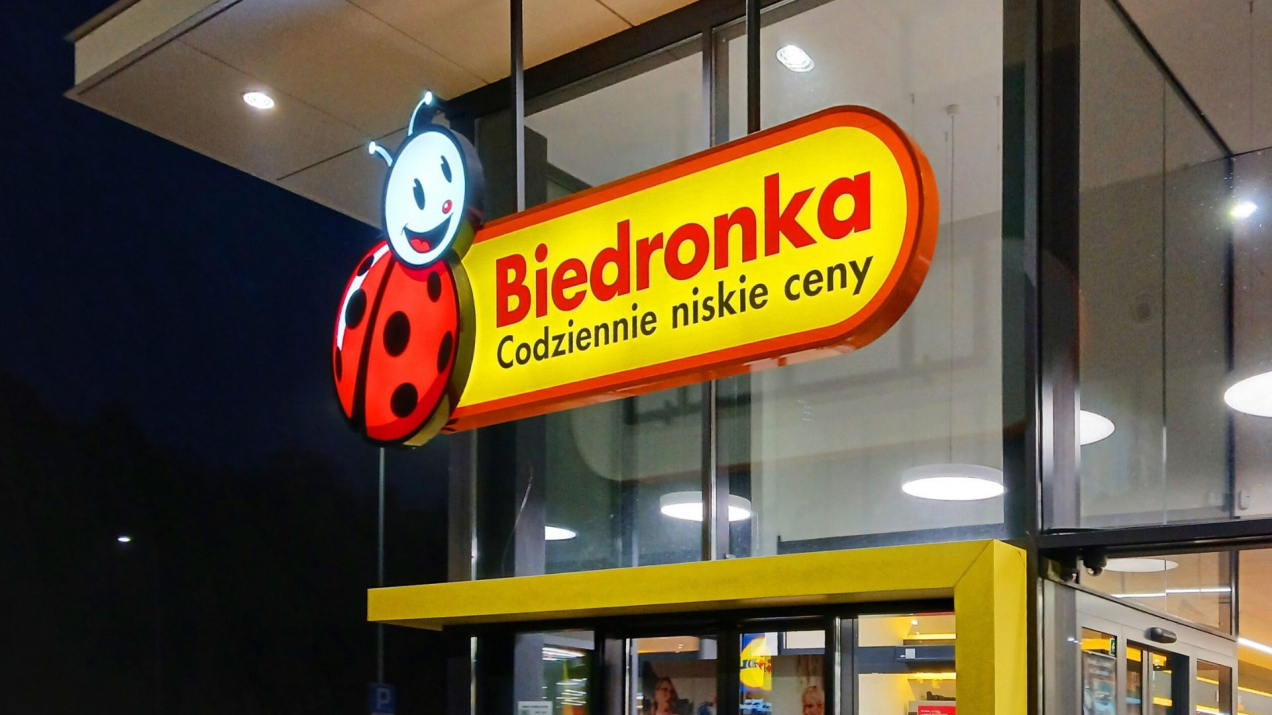 Biedronka
Codziennie niskie ceny
P